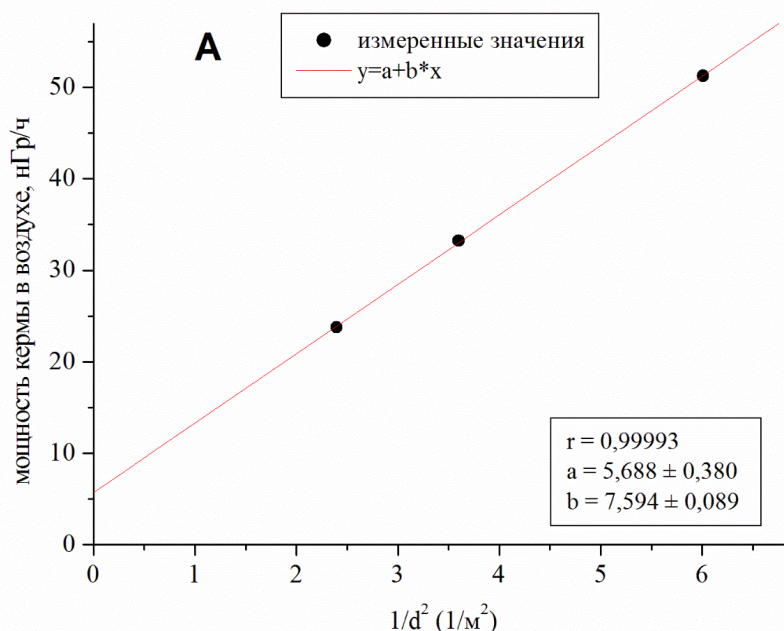 A
измеренные значения
y=a+b*x
мощность кермы в воздухе, нГр/ч
50
40
30
20
10
0
r = 0,99993
a = 5,688 ± 0,380
b = 7,594 ± 0,089
0 1 2 3 4 5 6
1/d² (1/м²)